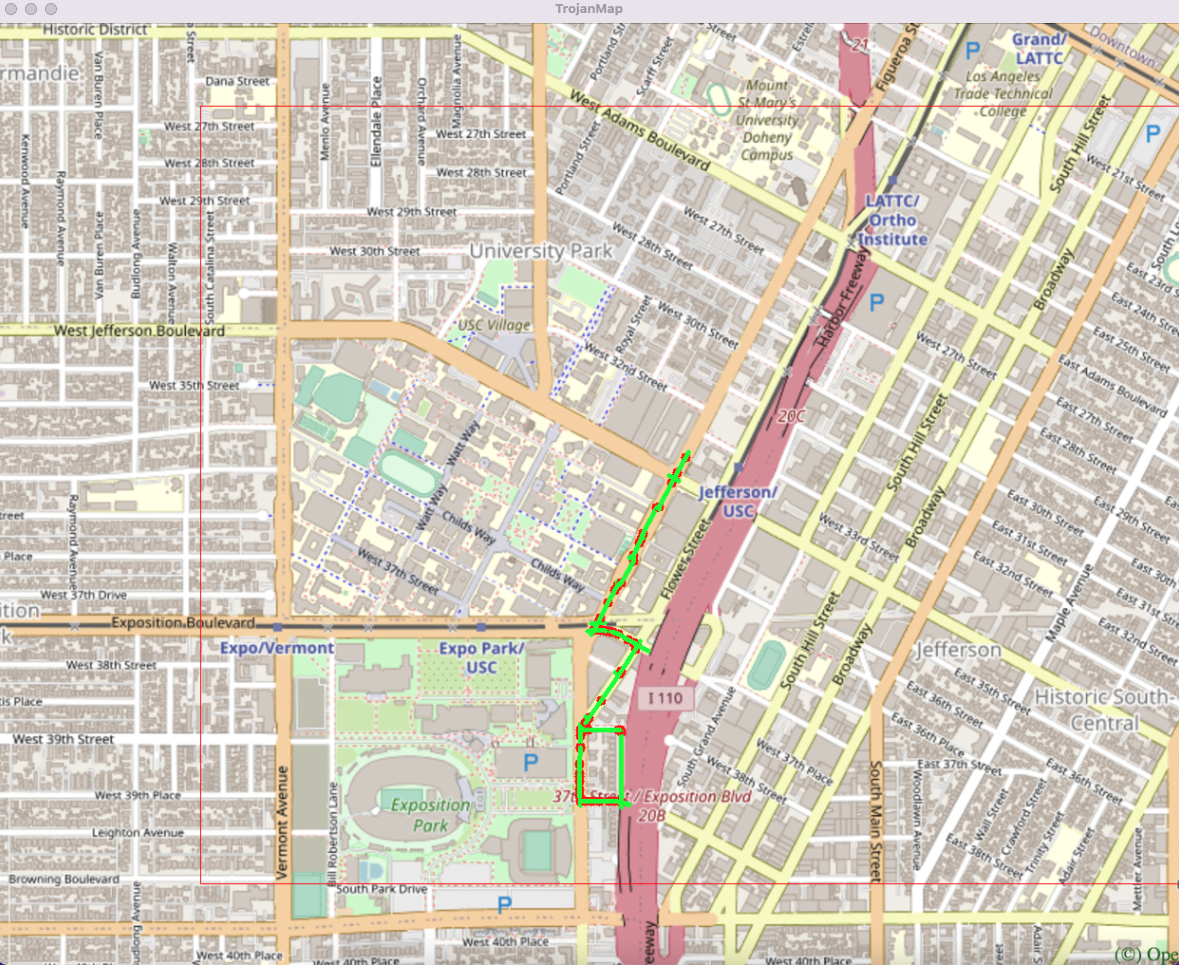 TrojanMap
Historic District
Street
Van Buren Place
rmandie
Dana Street
Menlo Avenue
Ellendale Place
Orchard Avenue
Magnolia Avenue
Portland St
Scarff Street
Estrel
21
Figueroa St
P
Grand/
LATTC
Downtown
Los Angeles
Trade Technical
College
Mount
St Mary's
University
Doheny
Campus
West Adams Boulevard
South Hill Street
P
West 21st Street
West 27th Street
West 27th Street
Kenwood Avenue
West 28th Street
West 28th Street
Portland Street
Raymond Avenue
West 29th Street
West 29th Street
Van Buren Place
Budlong Avenue
Walton Avenue
South Catalina Street
West 30th Street
University Park
West 27th Street
West 28th Street
LATTC/
Ortho
Institute
Broadway
South Lo
East 23rd Street
East 24th Street
Harbor Freeway
P
West Jefferson Boulevard
USC Village
Royal Street
West 30th Street
West 32nd Street
West 27th Street
East 25th Street
East Adams Boulevard
West 35th Street
East 27th Street
East 28th Street
20C
South Hill Street
Watt Way
Jefferson/
USC
Broadway
East 29th Street
East 30th Street
Raymond Avenue
treet
Watt Way
Childs Way
West 33rd Street
East 31st Street
East 30th
Place
West 37th Street
Childs Way
Flower Street
East 32nd Street
East 31st
West 37th Drive
ition
rk
Exposition Boulevard
Maple Avenue
East 32nd
Expo/Vermont
Expo Park/
USC
South Hill Street
Broadway
Jefferson
West 38th Street
East 35th Street
Historic South-
Central
tis Place
I 110
South Grand Avenue
East 36th Street
East 36th Place
West 39th Street
P
West 37th Place
East 37th Street
West 38th Street
East 36th Street
West 39th Place
Exposition
Park
37th Street / Exposition Blvd
20B
Vermont Avenue
Bill Robertson Lane
South Main Street
Woodlawn Avenue
Wall Street
Crawford Street
Trinity Street
Adair Street
Leighton Avenue
East 38th Street
Mettler Avenue
Browning Boulevard
South Park Drive
P
Budlong Avenue
West 40th Place
West 40th Place
West 40th Place
West 40th Place
eeway
(©) Ope